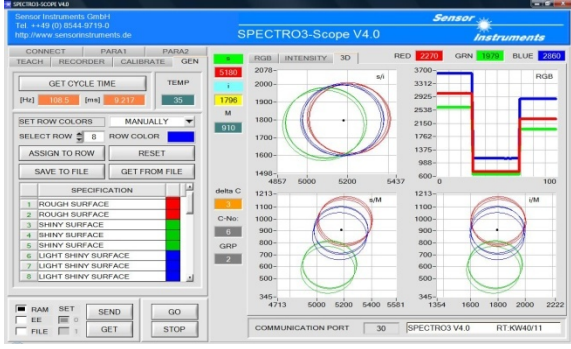 SPECTRO3-Scope V4.0
Sensor Instruments GmbH
Tel. ++49 (0) 8544-9719-0
http://www.sensorinstruments.de
SPECTRO3-Scope V4.0
Sensor
Instruments
CONNECT PARA1 PARA2
TEACH RECORDER CALIBRATE GEN
GET CYCLE TIME
TEMP
[Hz] 108.5 [ms] 9.217 35
SET ROW COLORS MANUALLY
SELECT ROW 8 ROW COLOR
ASSIGN TO ROW RESET
SAVE TO FILE GET FROM FILE
SPECIFICATION
1 ROUGH SURFACE
2 ROUGH SURFACE
3 SHINY SURFACE
4 SHINY SURFACE
5 SHINY SURFACE
6 LIGHT SHINY SURFACE
7 LIGHT SHINY SURFACE
8 LIGHT SHINY SURFACE
RAM SET SEND GO
EE 0
FILE 1 GET STOP
s
5180
i
1796
M
910
delta C
3
C-No:
6
GRP
2
RGB INTENSITY 3D RED 2270 GRN 1979 BLUE 2860
s/i
2078
2000
1900
1800
1700
1600
1498
4857 5000 5200 5437
RGB
3700
3312
2925
2538
2150
1762
1375
988
600
0 100
s/M
1213
1100
1000
900
800
700
600
500
345
4713 5000 5200 5400 5581
i/M
1213
1100
1000
900
800
700
600
500
345
1354 1600 1800 2000 2222
COMMUNICATION PORT 30 SPECTRO3 V4.0 RT:KW40/11